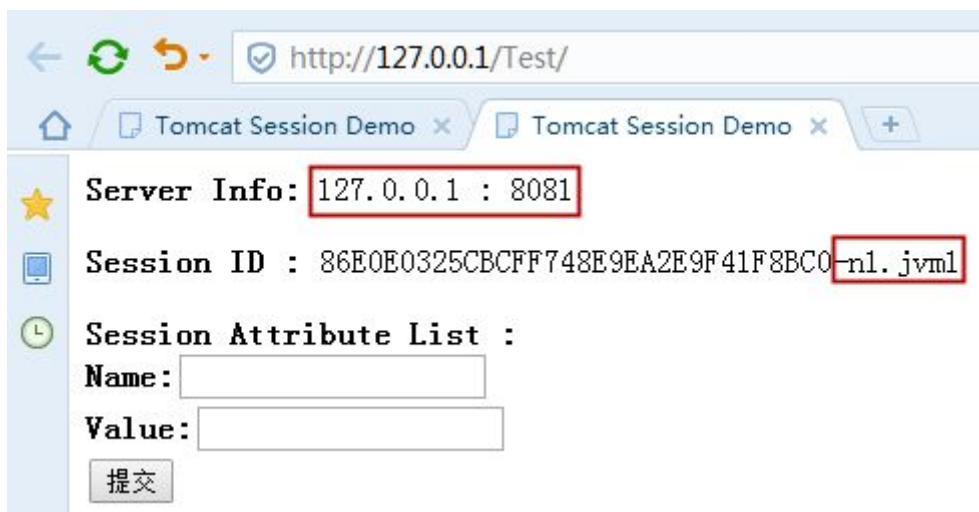 http://127.0.0.1/Test/
Tomcat Session Demo
Tomcat Session Demo
Server Info: 127.0.0.1 : 8081
Session ID : 86E0E0325CBCFF748E9EA2E9F41F8BC0-n1.jvm1
Session Attribute List :
Name:
Value:
提交